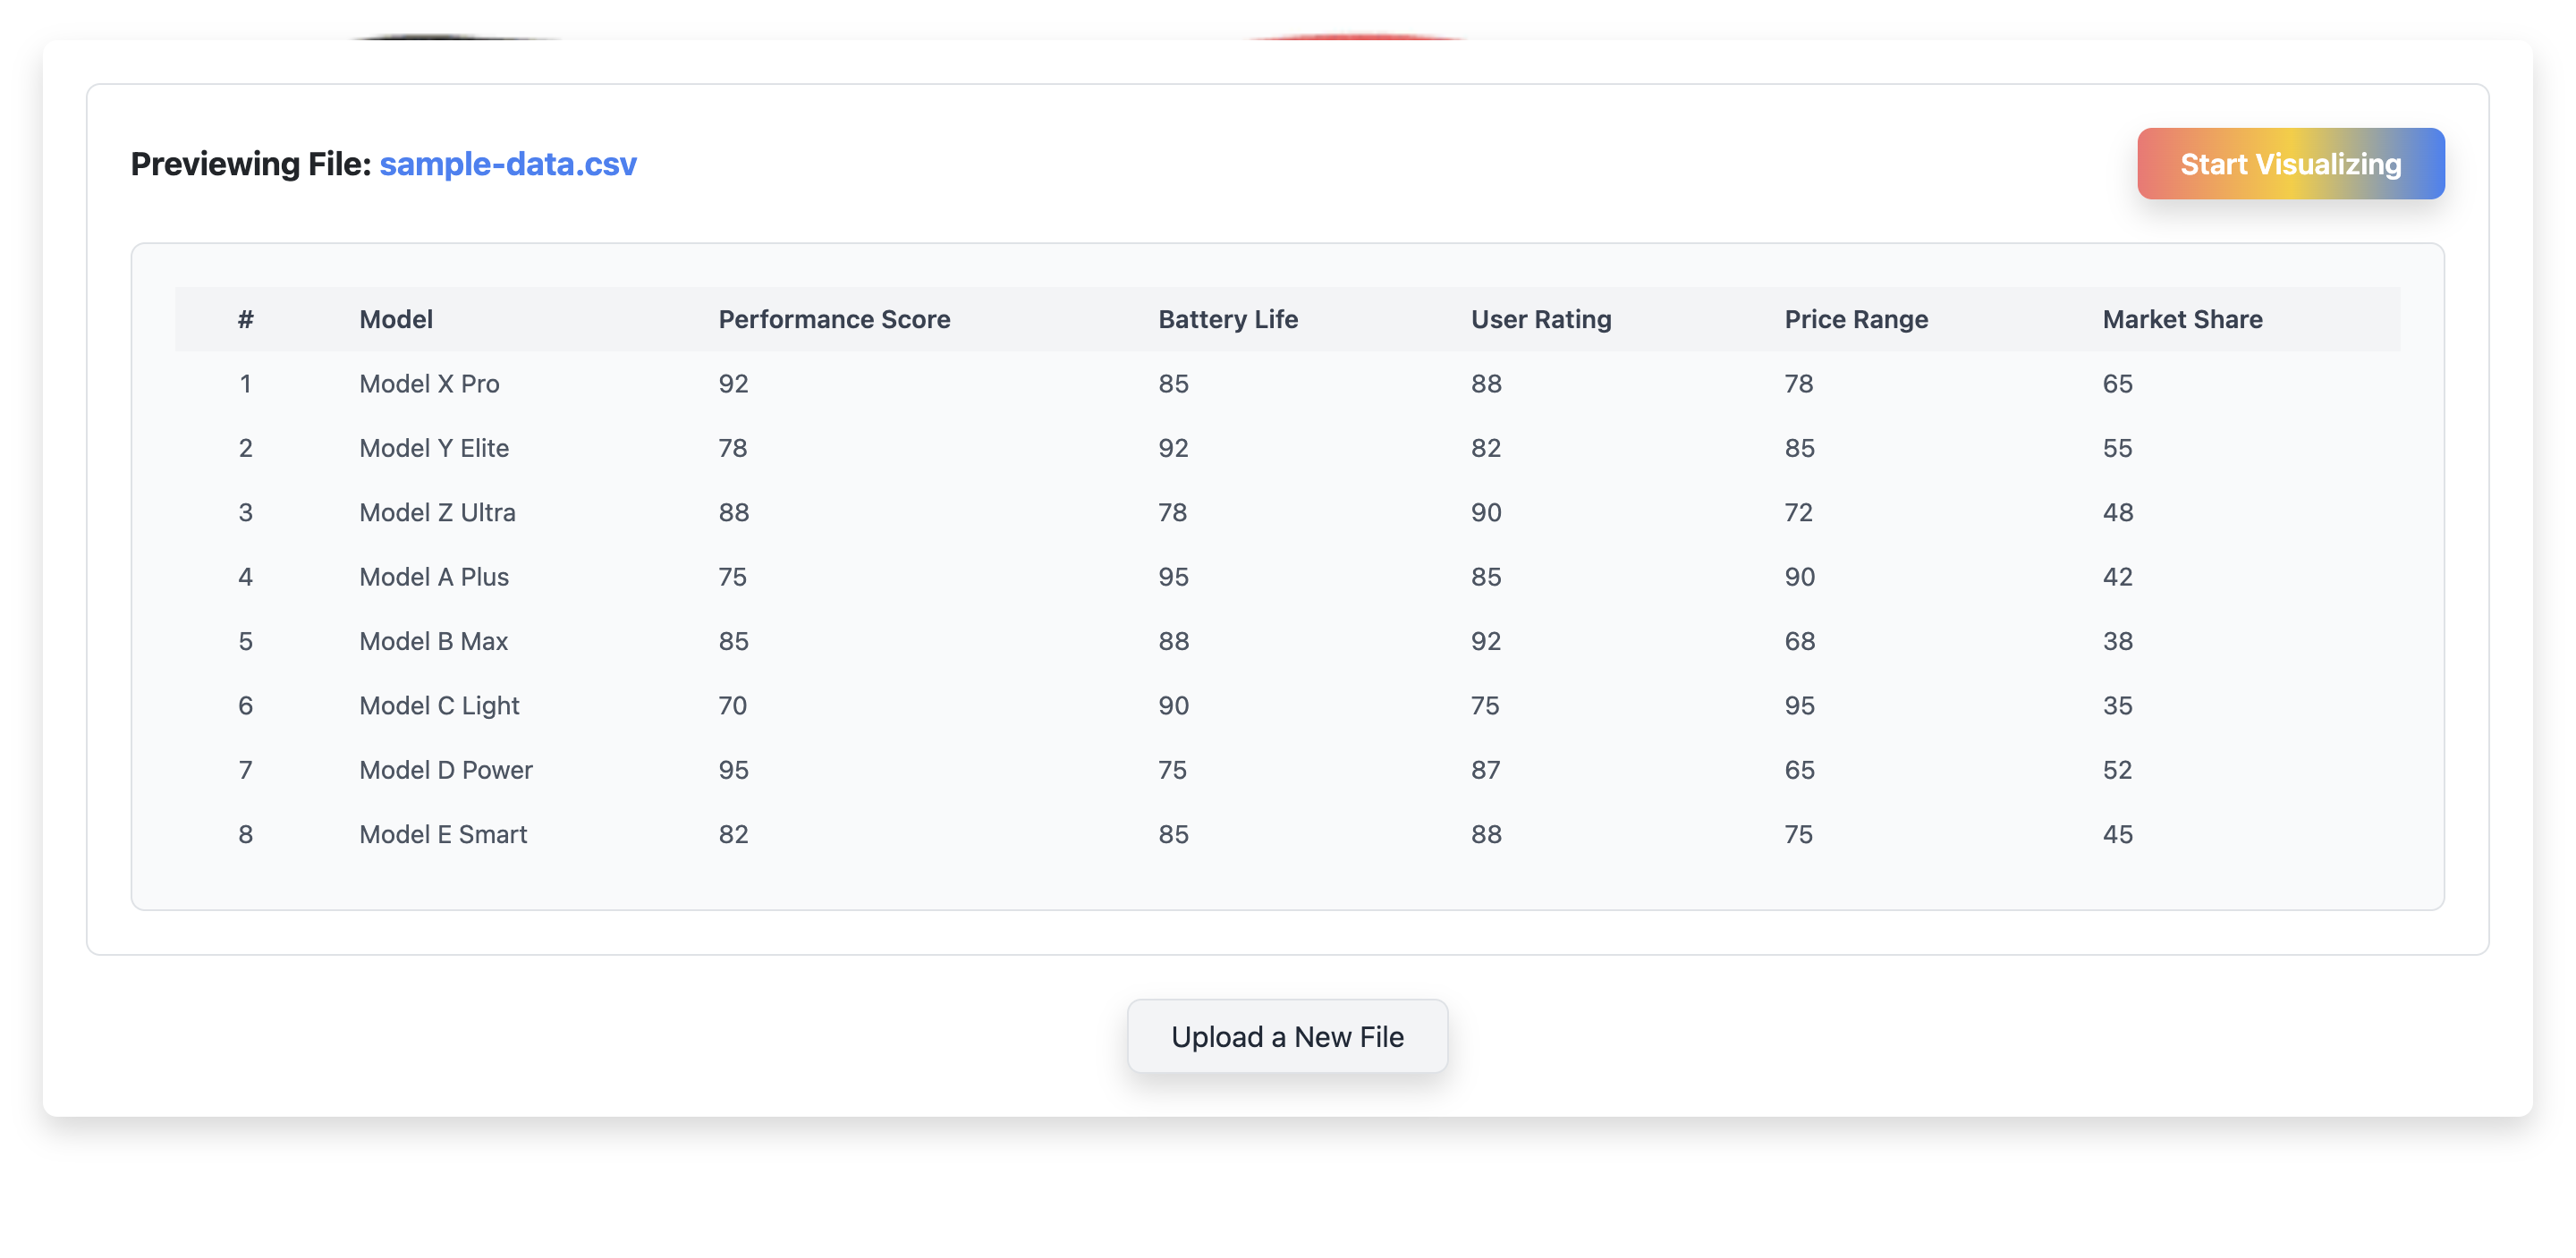 Previewing File: sample-data.csv
Start Visualizing
# Model Performance Score Battery Life User Rating Price Range Market Share
1 Model X Pro 92 85 88 78 65
2 Model Y Elite 78 92 82 85 55
3 Model Z Ultra 88 78 90 72 48
4 Model A Plus 75 95 85 90 42
5 Model B Max 85 88 92 68 38
6 Model C Light 70 90 75 95 35
7 Model D Power 95 75 87 65 52
8 Model E Smart 82 85 88 75 45
Upload a New File